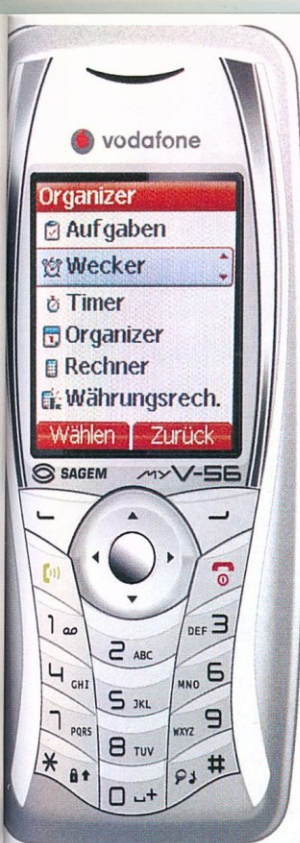 vodafone
Organizer
Aufgaben
Wecker
Timer
Organizer
Rechner
Währungsrech.
Wählen Zurück
SAGEM myV-56
1
2 ABC
DEF 3
4 GHI
5 JKL
MNO 6
7 PQRS
8 TUV
WXYZ 9
*
0 +
#